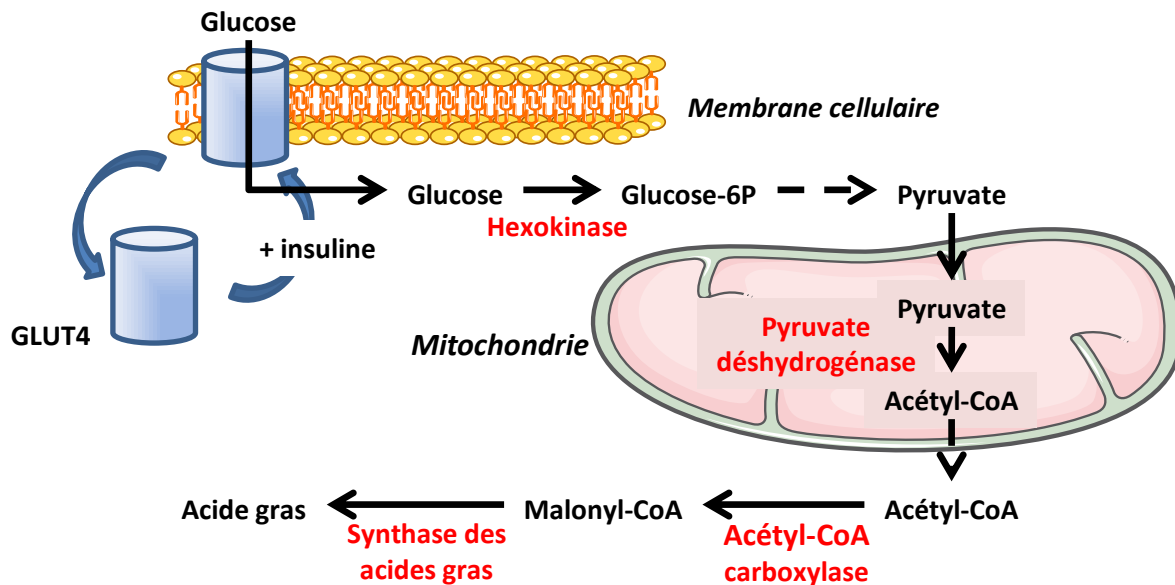 Glucose
Membrane cellulaire
Glucose
Glucose-6P
Pyruvate
Hexokinase
+ insuline
GLUT4
Mitochondrie
Pyruvate
Pyruvate
déshydrogénase
Acétyl-CoA
Acide gras
Malonyl-CoA
Acétyl-CoA
Synthase des
acides gras
Acétyl-CoA
carboxylase